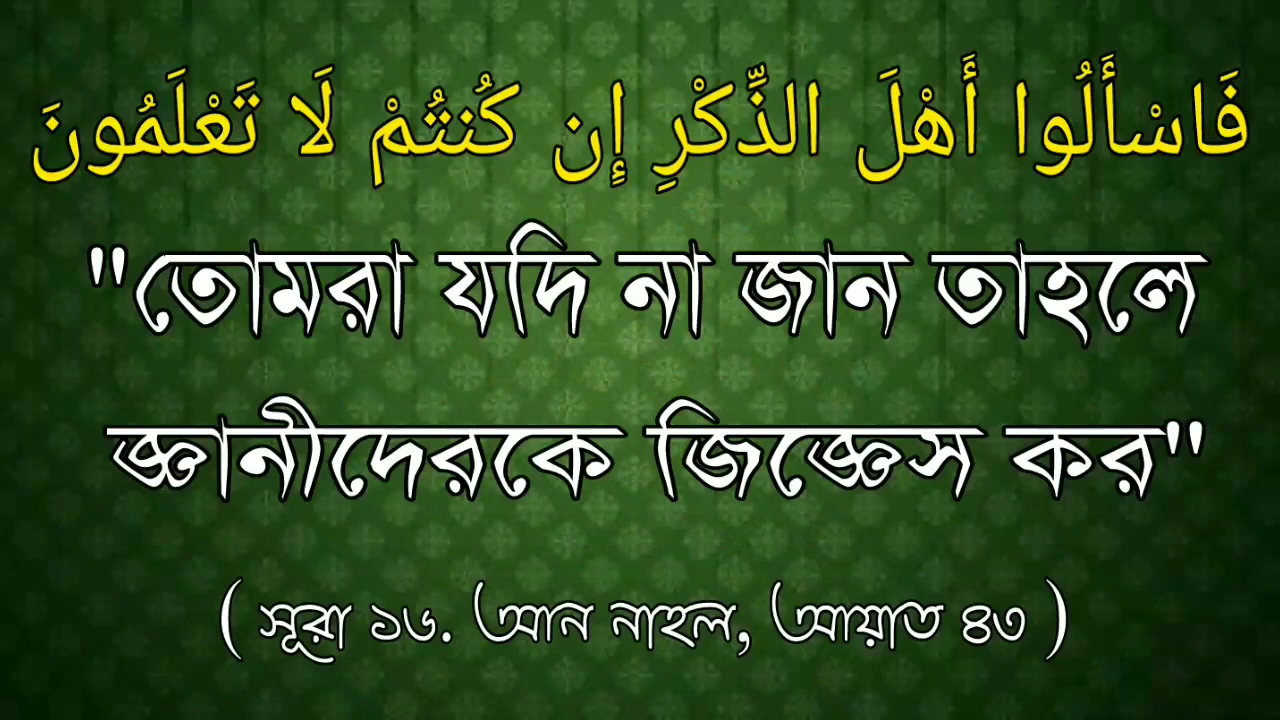 فَاسْأَلُوا أَهْلَ الذِّكْرِ إِن كُنتُمْ لَا تَعْلَمُونَ
"তোমরা যদি না জান তাহলে
জ্ঞানীদেরকে জিজ্ঞেস কর"
( সূরা ১৬. আন নাহল, আয়াত ৪৩ )